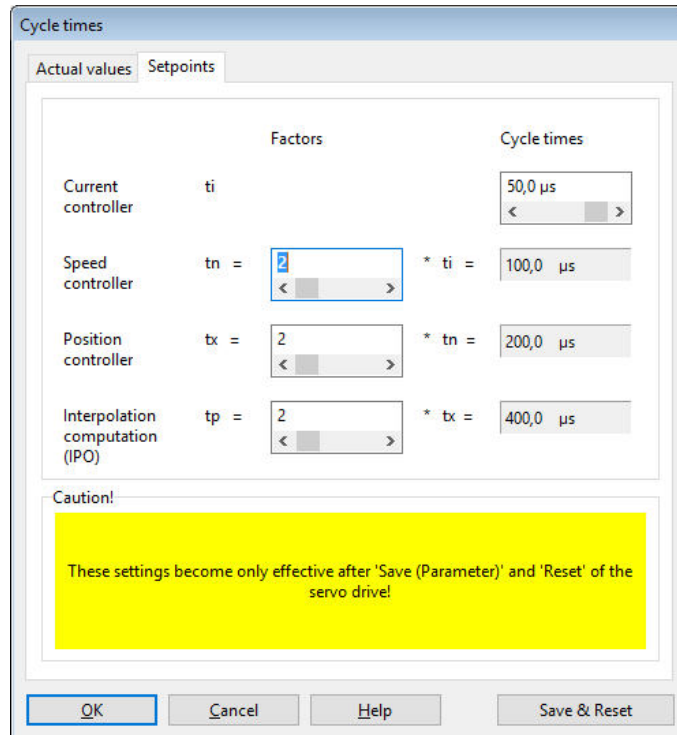 Cycle times
Actual values
Setpoints
Factors
Cycle times
Current
controller
ti
50,0 µs
Speed
controller
tn =
2
* ti =
100,0 µs
Position
controller
tx =
2
* tn =
200,0 µs
Interpolation
computation
(IPO)
tp =
2
* tx =
400,0 µs
Caution!
These settings become only effective after 'Save (Parameter)' and 'Reset' of the
servo drive!
OK
Cancel
Help
Save & Reset